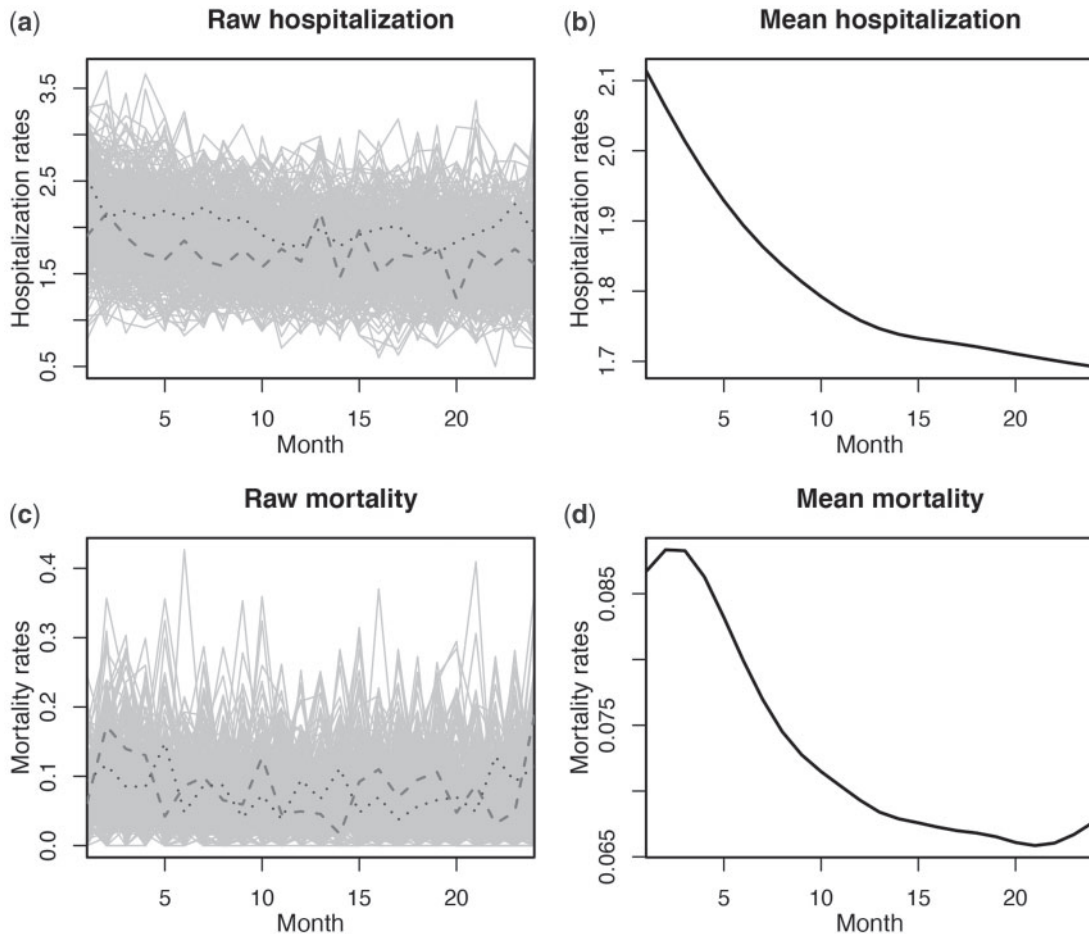 (a) Raw hospitalization
Hospitalization rates
3.5
2.5
1.5
0.5
5 10 15 20
Month
(b) Mean hospitalization
Hospitalization rates
2.1
2.0
1.9
1.8
1.7
5 10 15 20
Month
(c) Raw mortality
Mortality rates
0.4
0.3
0.2
0.1
0.0
5 10 15 20
Month
(d) Mean mortality
Mortality rates
0.085
0.075
0.065
5 10 15 20
Month